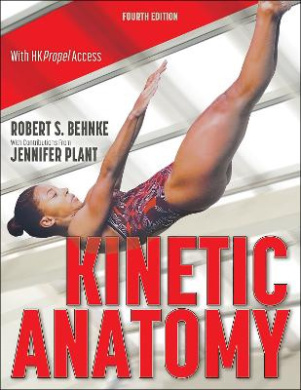 FOURTH EDITION
With HKPropel Access
ROBERT S. BEHNKE
With Contributions From
JENNIFER PLANT
KINETIC
ANATOMY